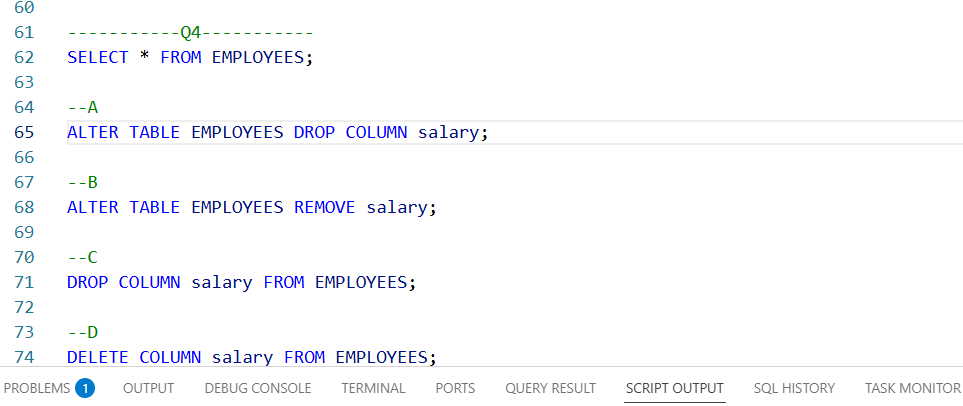 60
61 -----------Q4-----------
62 SELECT * FROM EMPLOYEES;
63
64 --A
65 ALTER TABLE EMPLOYEES DROP COLUMN salary;
66
67 --B
68 ALTER TABLE EMPLOYEES REMOVE salary;
69
70 --C
71 DROP COLUMN salary FROM EMPLOYEES;
72
73 --D
74 DELETE COLUMN salary FROM EMPLOYEES;
PROBLEMS 1 OUTPUT DEBUG CONSOLE TERMINAL PORTS QUERY RESULT SCRIPT OUTPUT SQL HISTORY TASK MONITOR